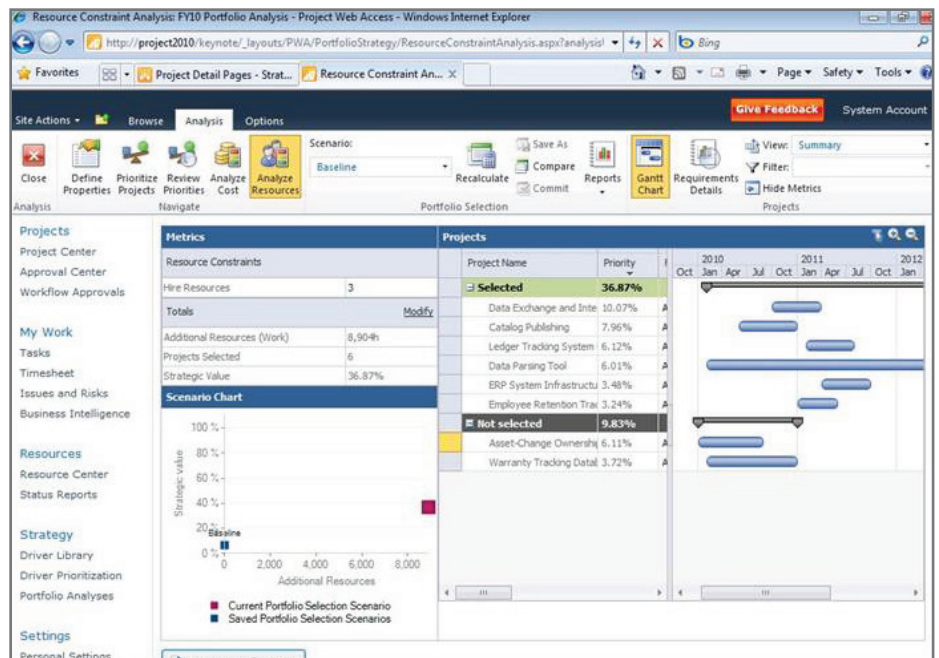 Resource Constraint Analysis: FY10 Portfolio Analysis - Project Web Access - Windows Internet Explorer
http://project2010/keynote/_layouts/PWA/PortfolioStrategy/ResourceConstraintAnalysis.aspx?analysisI
Bing
Favorites
Project Detail Pages - Strat...
Resource Constraint An...
Page
Safety
Tools
Give Feedback
System Account
Site Actions
Browse
Analysis
Options
Close
Define Properties
Prioritize Projects
Review Priorities
Analyze Cost
Analyze Resources
Scenario:
Baseline
Recalculate
Save As
Compare
Commit
Reports
Gantt Chart
Requirements Details
View: Summary
Filter:
Hide Metrics
Analysis
Navigate
Portfolio Selection
Projects
Projects
Project Center
Approval Center
Workflow Approvals
My Work
Tasks
Timesheet
Issues and Risks
Business Intelligence
Resources
Resource Center
Status Reports
Strategy
Driver Library
Driver Prioritization
Portfolio Analyses
Settings
Personal Settings
Metrics
Resource Constraints
Hire Resources 3
Totals Modify
Additional Resources (Work) 8,904h
Projects Selected 6
Strategic Value 36.87%
Scenario Chart
100 %
80 %
60 %
40 %
20 %
0 %
Strategic value
Baseline
0 2,000 4,000 6,000 8,000
Additional Resources
Current Portfolio Selection Scenario
Saved Portfolio Selection Scenarios
Projects
Project Name Priority
2010 2011 2012
Oct Jan Apr Jul Oct Jan Apr Jul Oct Jan
Selected 36.87%
Data Exchange and Inte 10.07% A
Catalog Publishing 7.96% A
Ledger Tracking System 6.12% A
Data Parsing Tool 6.01% A
ERP System Infrastructu 3.48% A
Employee Retention Trac 3.24% A
Not selected 9.83%
Asset-Change Ownershi 6.11% A
Warranty Tracking Datal 3.72% A